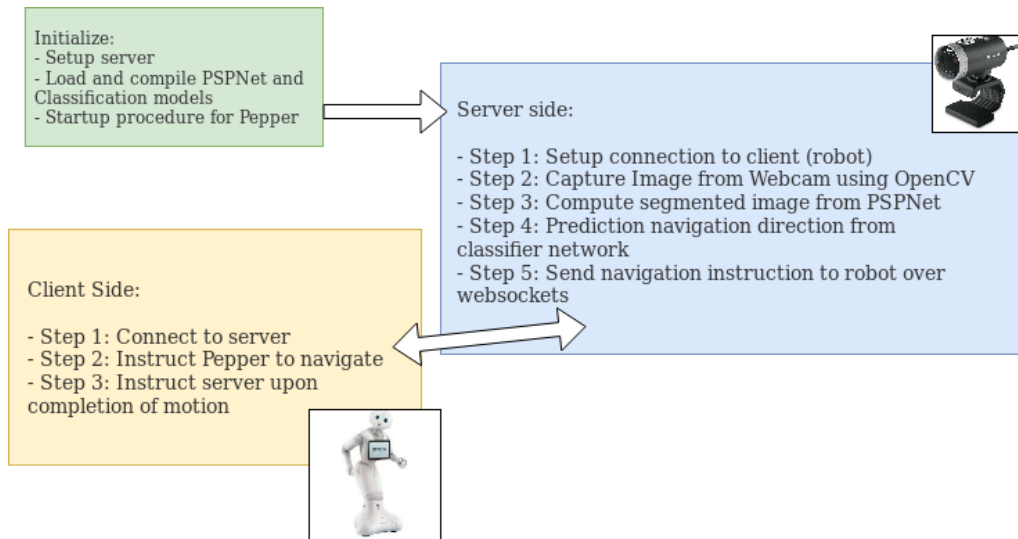 Initialize:
- Setup server
- Load and compile PSPNet and
Classification models
- Startup procedure for Pepper
Server side:
- Step 1: Setup connection to client (robot)
- Step 2: Capture Image from Webcam using OpenCV
- Step 3: Compute segmented image from PSPNet
- Step 4: Prediction navigation direction from
classifier network
- Step 5: Send navigation instruction to robot over
websockets
Client Side:
- Step 1: Connect to server
- Step 2: Instruct Pepper to navigate
- Step 3: Instruct server upon
completion of motion